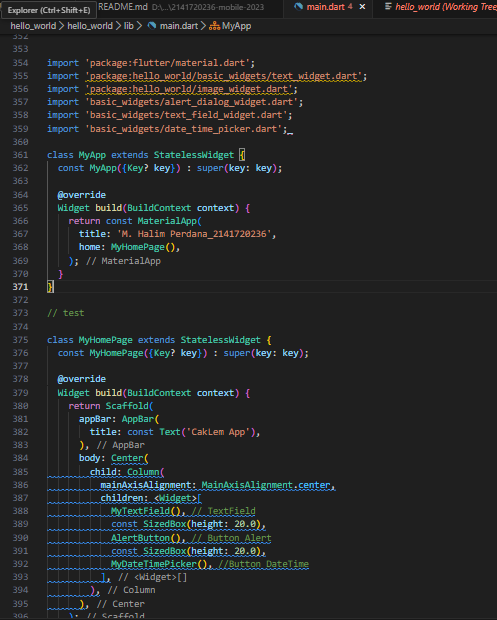 Explorer (Ctrl+Shift+E) README.md D:\...\2141720236-mobile-2023 main.dart 4 hello_world (Working Tree)
hello_world > hello_world > lib > main.dart > MyApp
352
353
354 import 'package:flutter/material.dart';
355 import 'package:hello_world/basic_widgets/text_widget.dart';
356 import 'package:hello_world/image_widget.dart';
357 import 'basic_widgets/alert_dialog_widget.dart';
358 import 'basic_widgets/text_field_widget.dart';
359 import 'basic_widgets/date_time_picker.dart';
360
361 class MyApp extends StatelessWidget {
362 const MyApp({Key? key}) : super(key: key);
363
364 @override
365 Widget build(BuildContext context) {
366 return const MaterialApp(
367 title: 'M. Halim Perdana_2141720236',
368 home: MyHomePage(),
369 ); // MaterialApp
370 }
371 }
372
373 // test
374
375 class MyHomePage extends StatelessWidget {
376 const MyHomePage({Key? key}) : super(key: key);
377
378 @override
379 Widget build(BuildContext context) {
380 return Scaffold(
381 appBar: AppBar(
382 title: const Text('CakLem App'),
383 ), // AppBar
384 body: Center(
385 child: Column(
386 mainAxisAlignment: MainAxisAlignment.center,
387 children: <Widget>[
388 MyTextField(), // TextField
389 const SizedBox(height: 20.0),
390 AlertButton(), // Button Alert
391 const SizedBox(height: 20.0),
392 MyDateTimePicker(), //Button DateTime
393 ], // <Widget>[]
394 ), // Column
395 ), // Center
396 ); // Scaffold